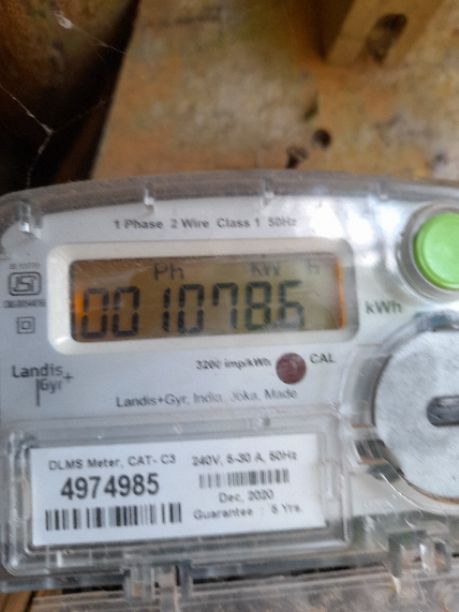 1 Phase 2 Wire Class 1 50Hz
Ph kW h
0010786
kWh
3200 imp/kWh CAL
Landis
Gyr+
Landis+Gyr, India, Joka, Made
DLMS Meter, CAT- C3
240V, 5-30 A, 50Hz
4974985
Dec, 2020
Guarantee : 5 Yrs.